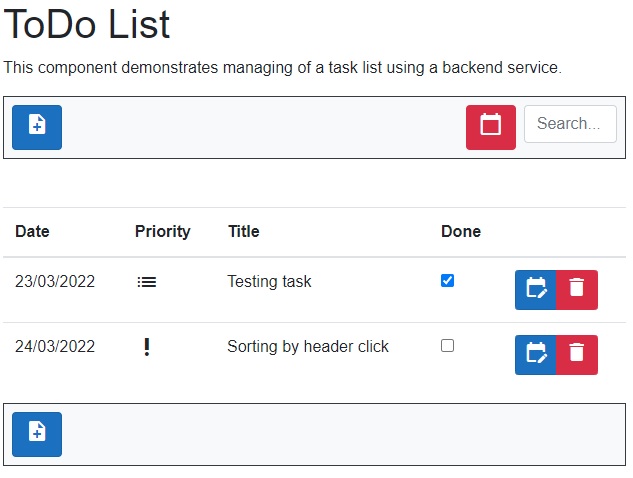 ToDo List
This component demonstrates managing of a task list using a backend service.
Search...
Date Priority Title Done
23/03/2022 Testing task
24/03/2022 Sorting by header click